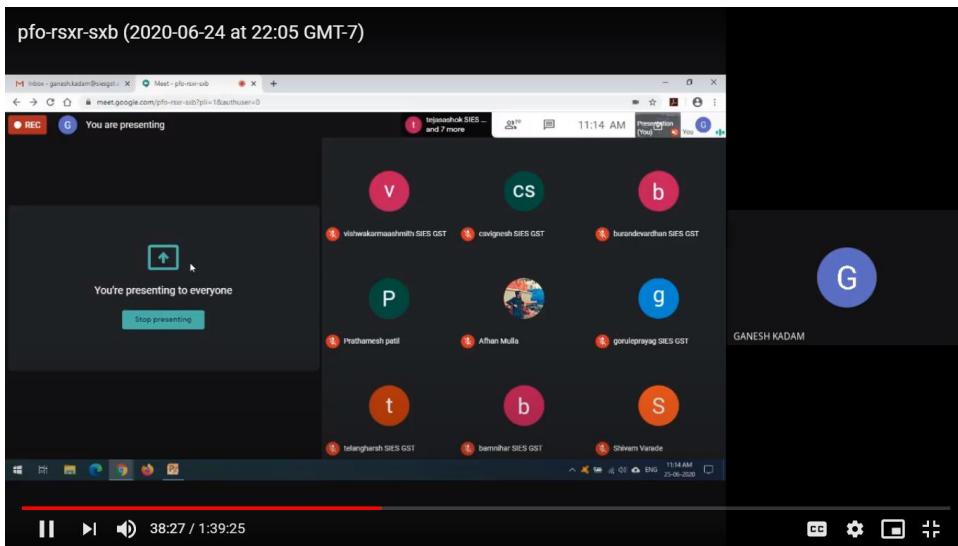 pfo-rsxr-sxb (2020-06-24 at 22:05 GMT-7)
Inbox - ganesh.kadam@siesgst.
Meet - pfo-rsxr-sxb
meet.google.com/pfo-rsxr-sxb?pli=1&authuser=0
REC
G
You are presenting
t
tejasashok SIES ...
and 7 more
11:14 AM
Presentation
(You)
You
G
v
cs
b
vishwakarmaashmith SIES GST
csvignesh SIES GST
burandevardhan SIES GST
You're presenting to everyone
Stop presenting
P
g
Prathamesh patil
Afhan Mulla
goruleprayag SIES GST
t
b
S
telangharsh SIES GST
bamnihar SIES GST
Shivam Varade
G
GANESH KADAM
ENG
11:14 AM
25-06-2020
38:27 / 1:39:25
CC